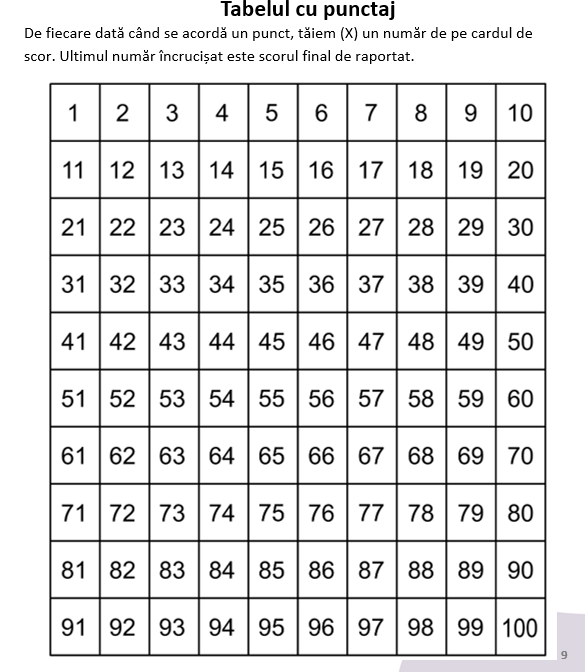 Tabelul cu punctaj
De fiecare dată când se acordă un punct, tăiem (X) un număr de pe cardul de
scor. Ultimul număr încrucișat este scorul final de raportat.
1 2 3 4 5 6 7 8 9 10
11 12 13 14 15 16 17 18 19 20
21 22 23 24 25 26 27 28 29 30
31 32 33 34 35 36 37 38 39 40
41 42 43 44 45 46 47 48 49 50
51 52 53 54 55 56 57 58 59 60
61 62 63 64 65 66 67 68 69 70
71 72 73 74 75 76 77 78 79 80
81 82 83 84 85 86 87 88 89 90
91 92 93 94 95 96 97 98 99 100
9